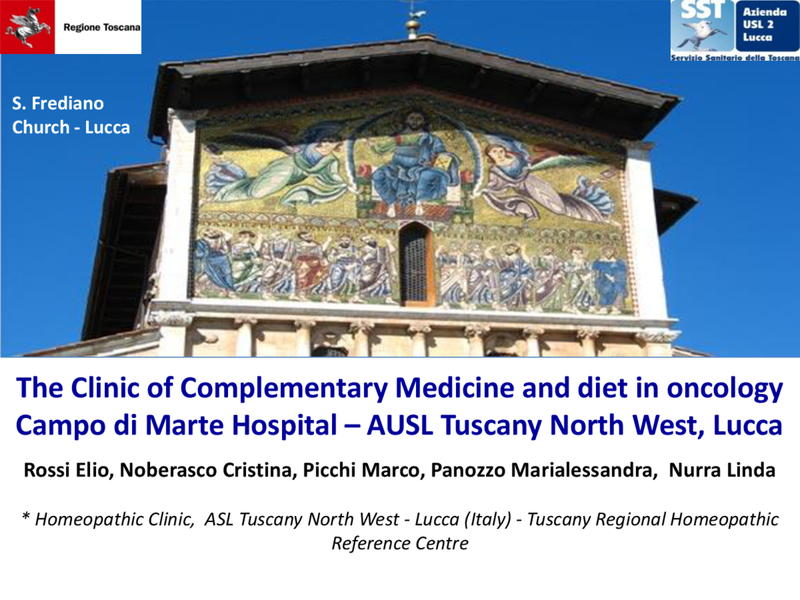 Regione Toscana
SST
Azienda
USL 2
Lucca
Servizio Sanitario della Toscana
S. Frediano
Church - Lucca
The Clinic of Complementary Medicine and diet in oncology
Campo di Marte Hospital – AUSL Tuscany North West, Lucca
Rossi Elio, Noberasco Cristina, Picchi Marco, Panozzo Marialessandra,  Nurra Linda
* Homeopathic Clinic,  ASL Tuscany North West - Lucca (Italy) - Tuscany Regional Homeopathic
Reference Centre